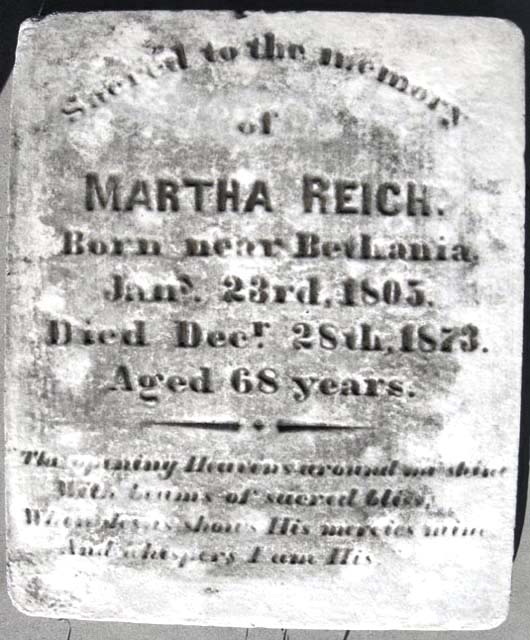 Sacred to the memory
of
MARTHA REICH.
Born near Bethania,
Jany. 23rd, 1805.
Died Decr. 28th, 1873.
Aged 68 years.
The opening Heavens around me shine
With beams of sacred bliss,
When Jesus shows His mercies mine
And whispers I am His